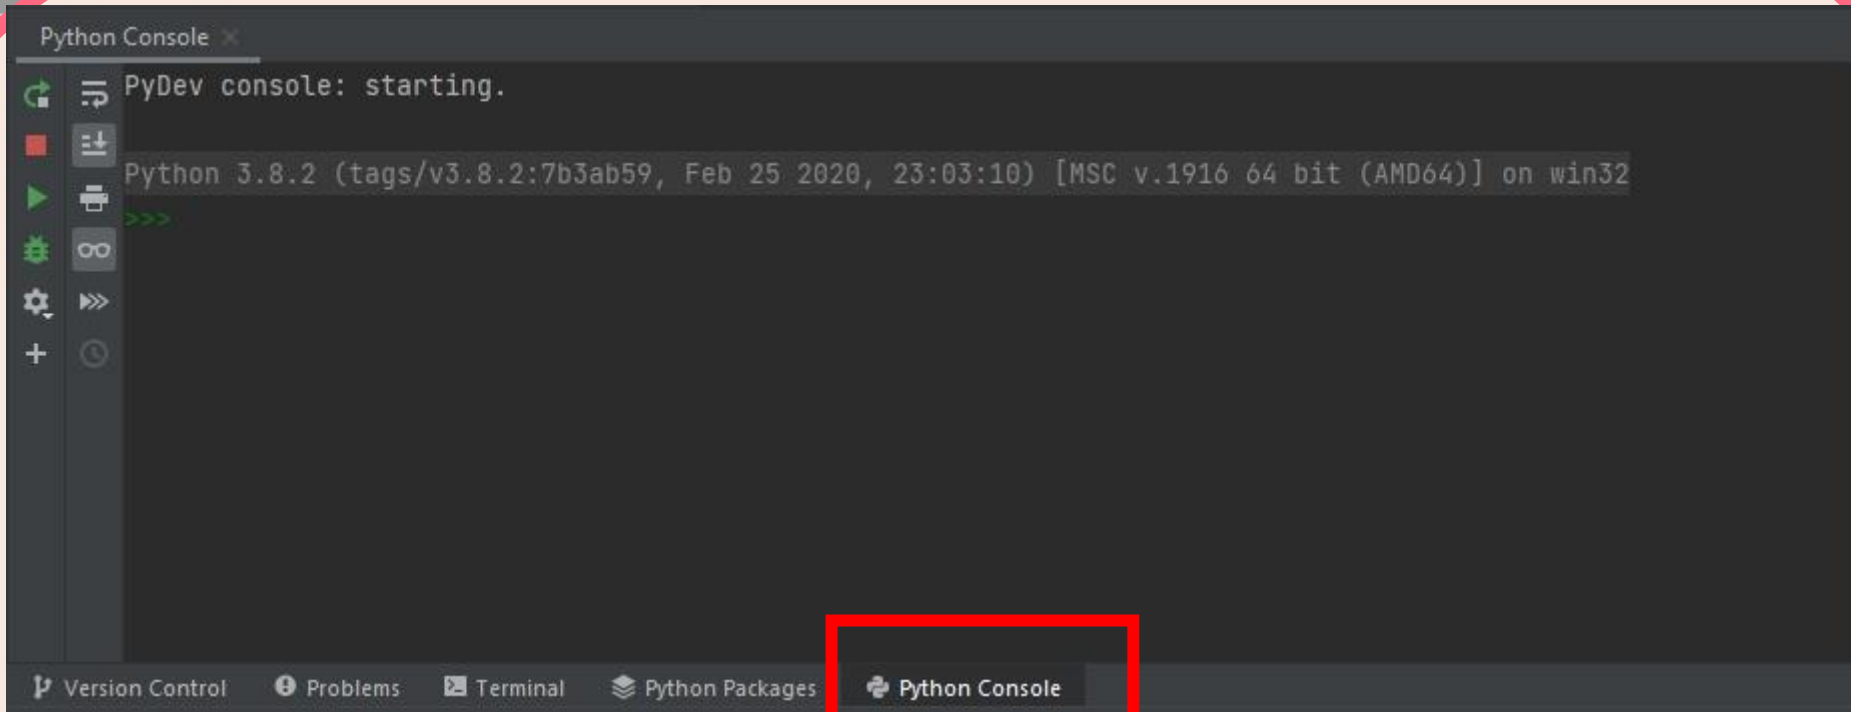 Python Console
PyDev console: starting.
Python 3.8.2 (tags/v3.8.2:7b3ab59, Feb 25 2020, 23:03:10) [MSC v.1916 64 bit (AMD64)] on win32
>>>
Version Control Problems Terminal Python Packages Python Console